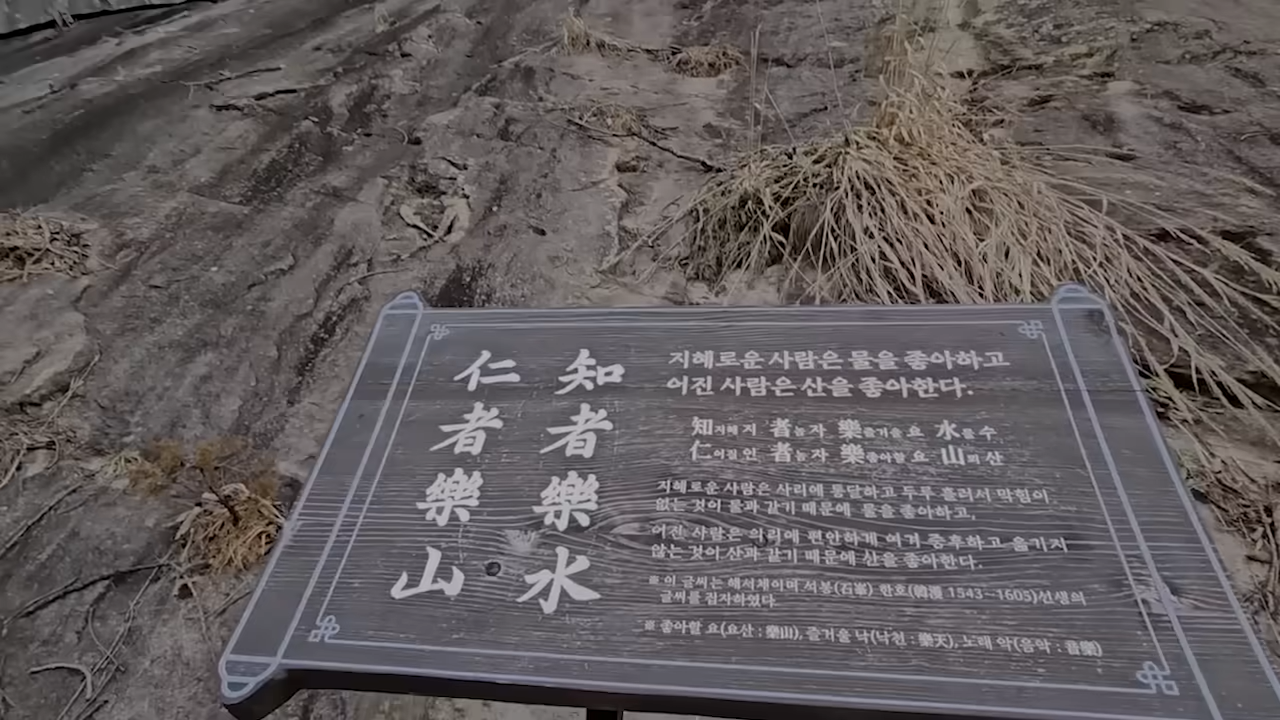 知者樂水
仁者樂山
지혜로운 사람은 물을 좋아하고
어진 사람은 산을 좋아한다.
知지혜 지 者놈 자 樂즐거울 요 水물 수
仁어질 인 者놈 자 樂좋아할 요 山뫼 산
지혜로운 사람은 사리에 통달하고 두루 흘러서 막힘이
없는 것이 물과 같기 때문에 물을 좋아하고,
어진 사람은 의리에 편안하게 여겨 중후하고 옮기지
않는 것이 산과 같기 때문에 산을 좋아한다.
※ 이 글씨는 해서체이며 석봉(石峯) 한호(韓濩 1543~1605)선생의
글씨를 집자하였다
※ 좋아할 요(요산 : 樂山), 즐거울 낙(낙천 : 樂天), 노래 악(음악 : 音樂)